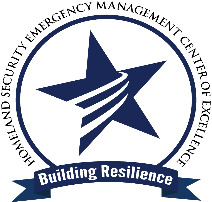 HOMELAND SECURITY EMERGENCY MANAGEMENT CENTER OF EXCELLENCE
Building Resilience